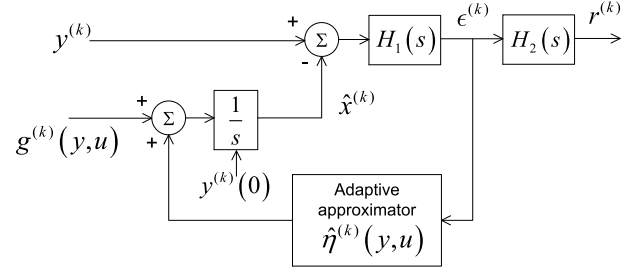 y^{(k)}
+
Σ
-
H_1(s)
ϵ^{(k)}
H_2(s)
r^{(k)}
x̂^{(k)}
g^{(k)}(y,u)
+
Σ
+
1/s
y^{(k)}(0)
Adaptive
approximator
η̂^{(k)}(y,u)